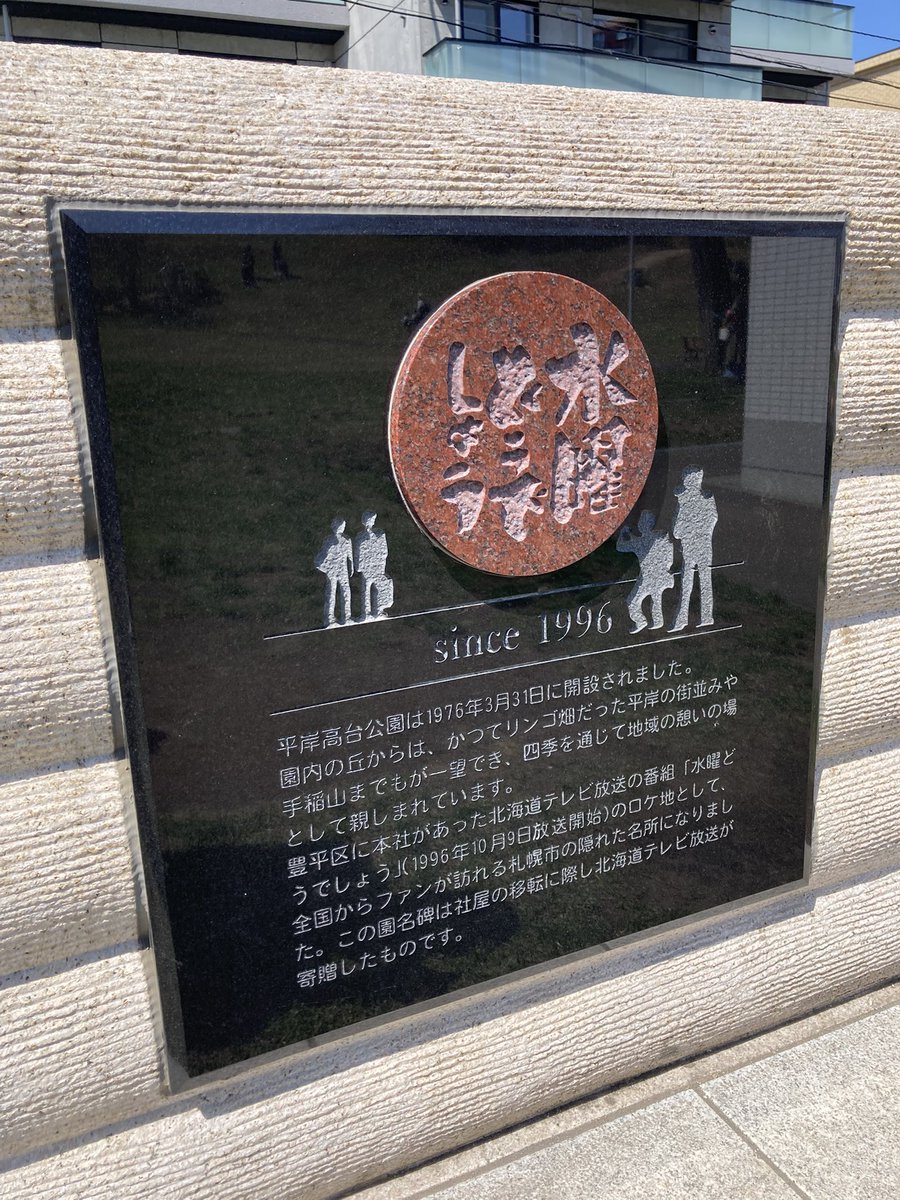 水曜
どう
でしょう
since 1996
平岸高台公園は1976年3月31日に開設されました。
園内の丘からは、かつてリンゴ畑だった平岸の街並みや
手稲山までもが一望でき、四季を通じて地域の憩いの場
として親しまれています。
豊平区に本社があった北海道テレビ放送の番組「水曜ど
うでしょう」(1996年10月9日放送開始)のロケ地として、
全国からファンが訪れる札幌市の隠れた名所になりまし
た。この園名碑は社屋の移転に際し北海道テレビ放送が
寄贈したものです。